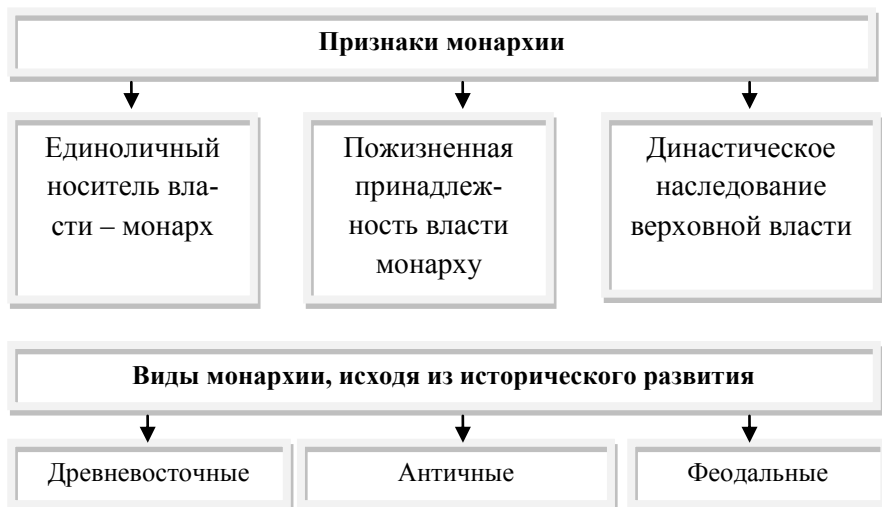 Признаки монархии
Единоличный
носитель вла-
сти – монарх
Пожизненная
принадлеж-
ность власти
монарху
Династическое
наследование
верховной власти
Виды монархии, исходя из исторического развития
Древневосточные
Античные
Феодальные